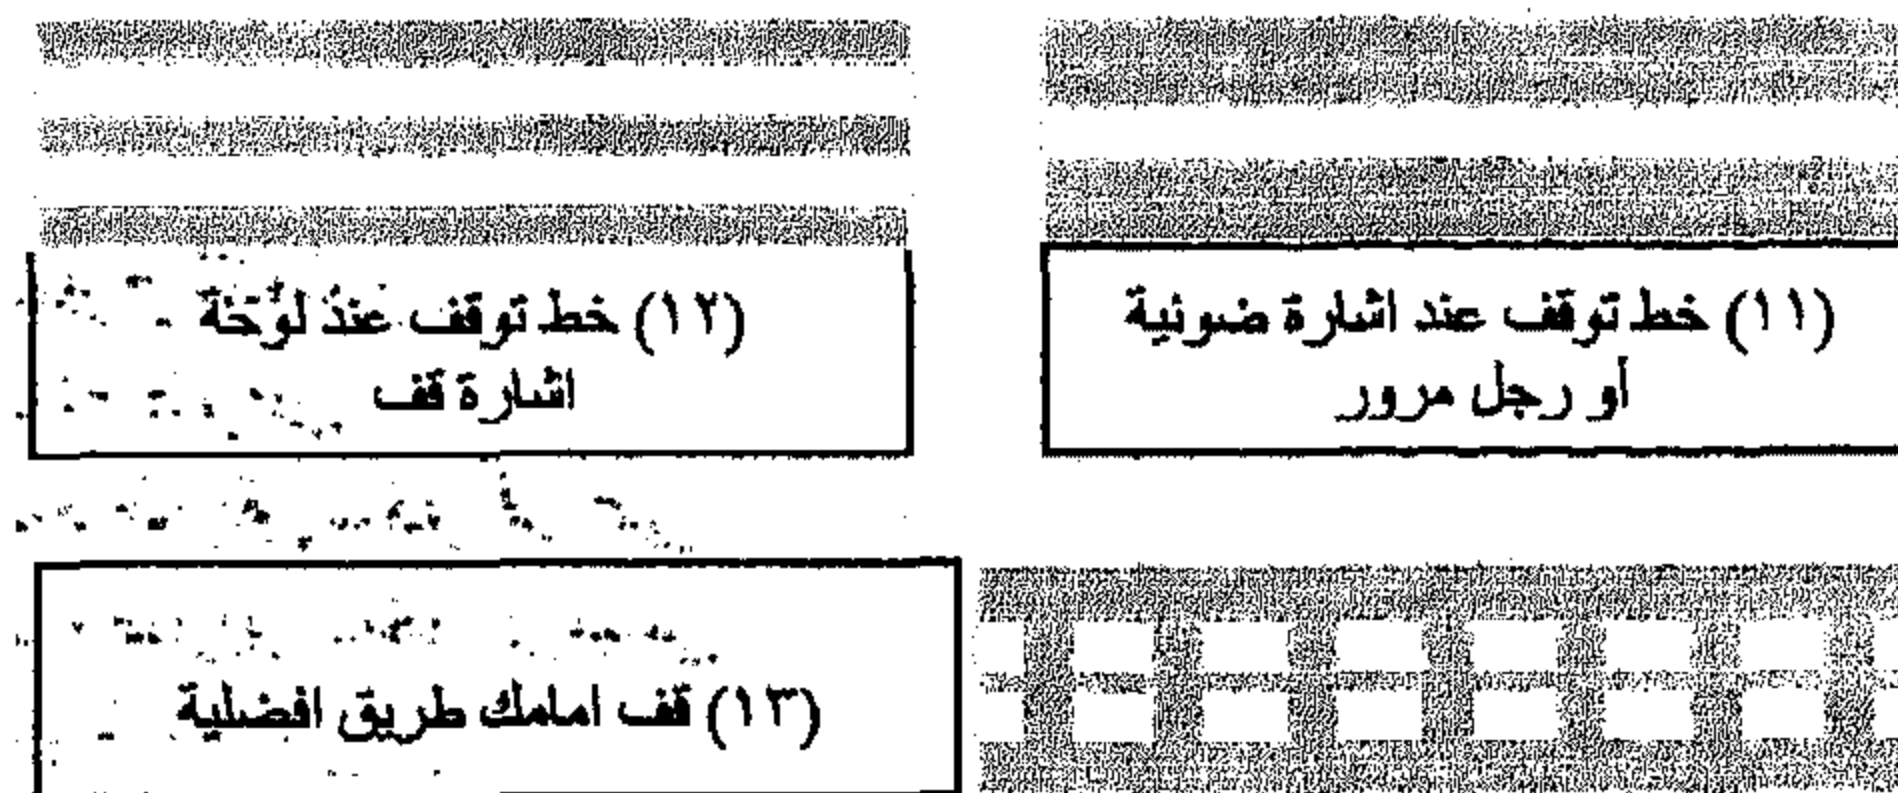 (١١) خط توقف عند اشارة ضوئية
أو رجل مرور
(١٢) خط توقف عند لوحة
اشارة قف
(١٣) قف امامك طريق افضلية